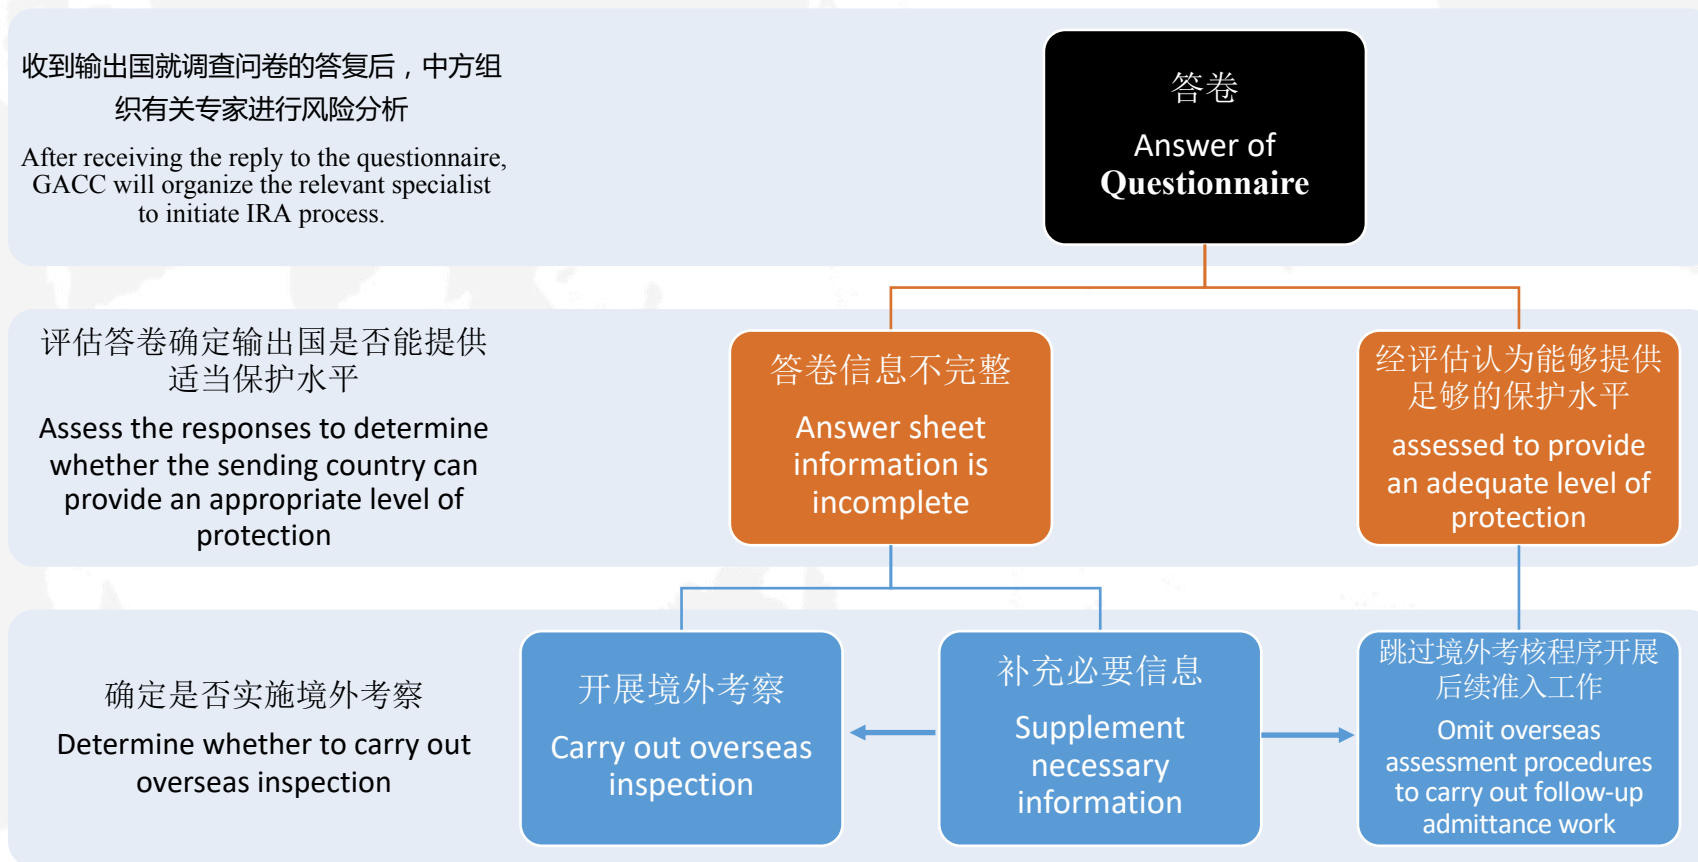 收到输出国就调查问卷的答复后，中方组
织有关专家进行风险分析
After receiving the reply to the questionnaire,
GACC will organize the relevant specialist
to initiate IRA process.
答卷
Answer of
Questionnaire
评估答卷确定输出国是否能提供
适当保护水平
Assess the responses to determine
whether the sending country can
provide an appropriate level of
protection
答卷信息不完整
Answer sheet
information is
incomplete
经评估认为能够提供
足够的保护水平
assessed to provide
an adequate level of
protection
确定是否实施境外考察
Determine whether to carry out
overseas inspection
开展境外考察
Carry out overseas
inspection
补充必要信息
Supplement
necessary
information
跳过境外考核程序开展
后续准入工作
Omit overseas
assessment procedures
to carry out follow-up
admittance work